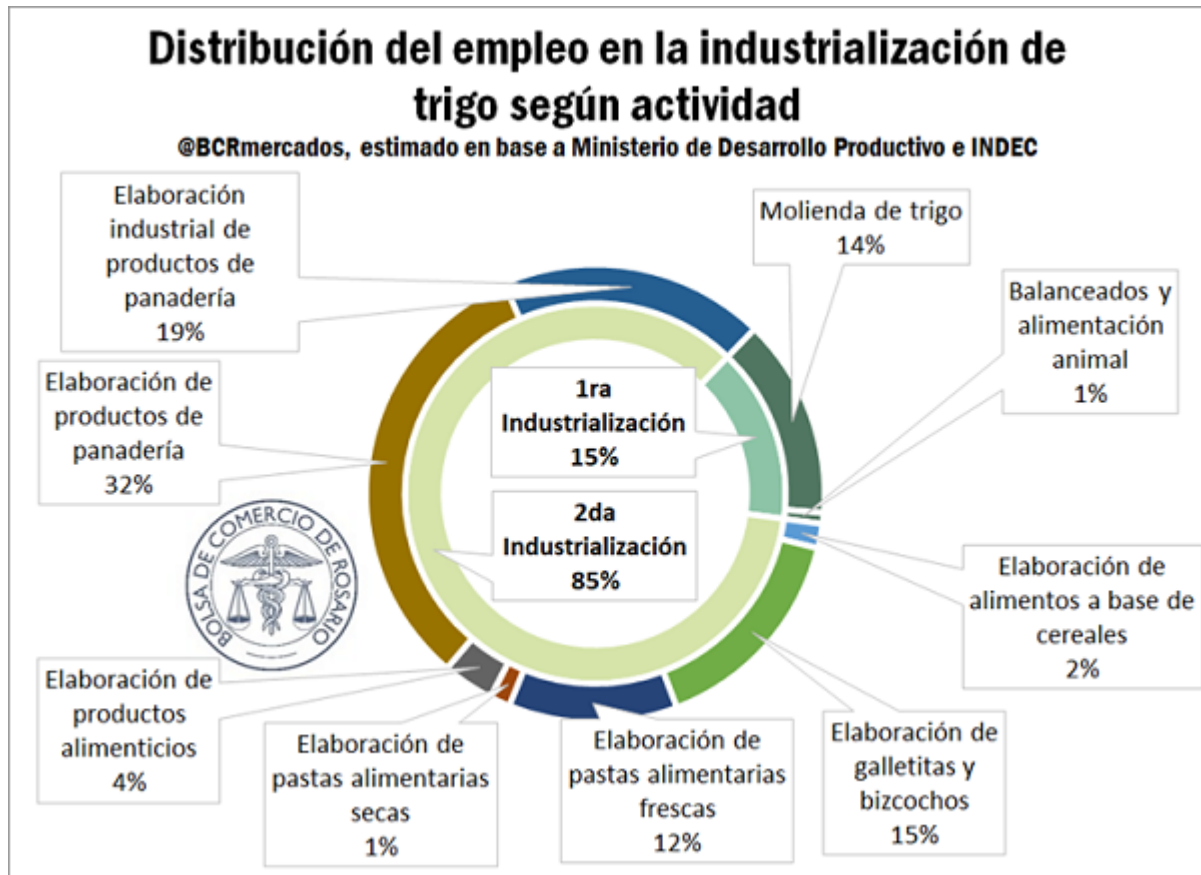 Distribución del empleo en la industrialización de
trigo según actividad
@BCRmercados, estimado en base a Ministerio de Desarrollo Productivo e INDEC
Elaboración
industrial de
productos de
panadería
19%
Molienda de trigo
14%
Balanceados y
alimentación
animal
1%
Elaboración de
productos de
panadería
32%
1ra
Industrialización
15%
2da
Industrialización
85%
BOLSA DE COMERCIO DE ROSARIO
Elaboración de
alimentos a base de
cereales
2%
Elaboración de
productos
alimenticios
4%
Elaboración de
pastas alimentarias
secas
1%
Elaboración de
pastas alimentarias
frescas
12%
Elaboración de
galletitas y
bizcochos
15%